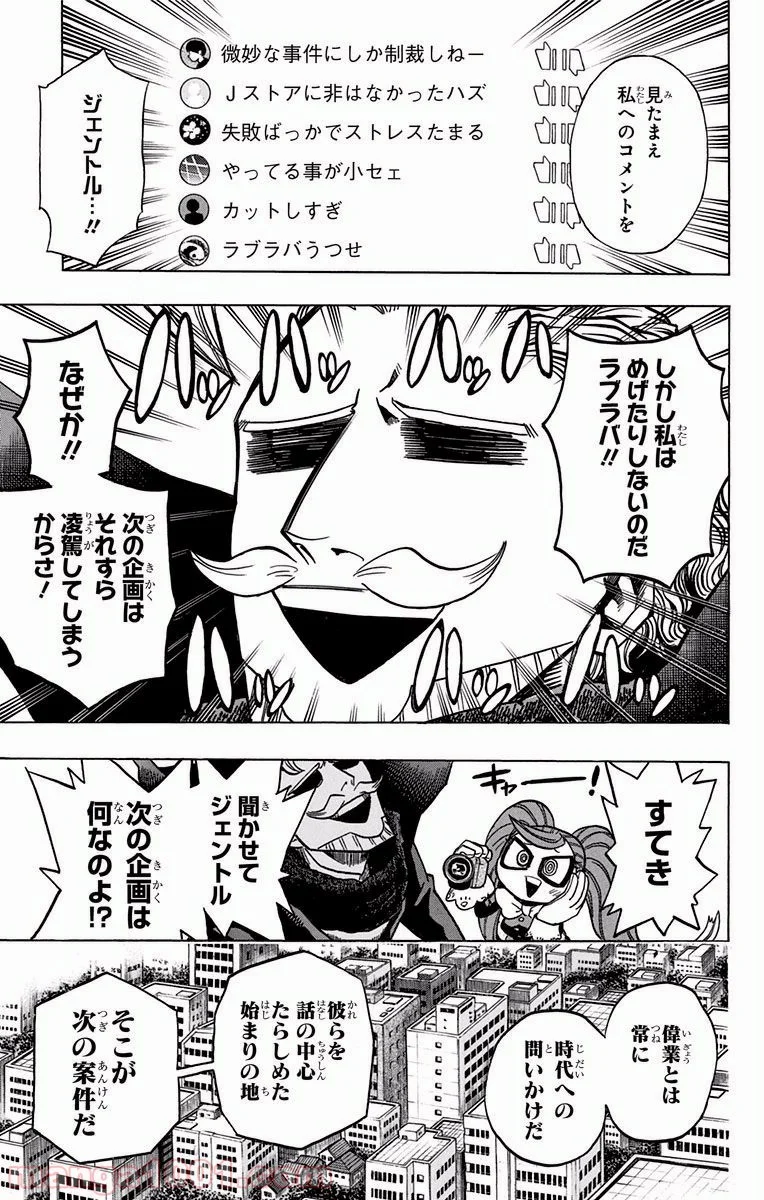 見たまえ
私へのコメントを
微妙な事件にしか制裁しねー
Jストアに非はなかったハズ
失敗ばっかでストレスたまる
やってる事が小セェ
カットしすぎ
ラブラバうつせ
ジェントル…!!
しかし私は
めげたりしないのだ
ラブラバ!!
なぜか!!
次の企画は
それすら
凌駕してしまう
からさ!
すてき
キャーー!
聞かせて
ジェントル
次の企画は
何なのよ!?
偉業とは
常に
時代への
問いかけだ
彼らを
話の中心
たらしめた
始まりの地
そこが
次の案件だ